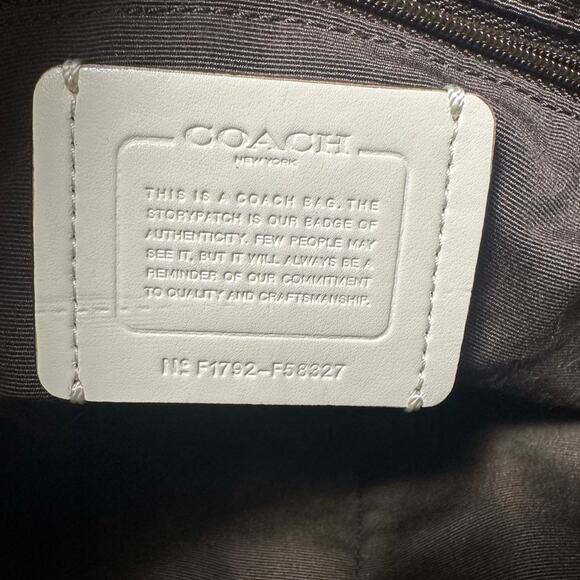 COACH
NEW YORK
THIS IS A COACH BAG. THE
STORYPATCH IS OUR BADGE OF
AUTHENTICITY. FEW PEOPLE MAY
SEE IT, BUT IT WILL ALWAYS BE A
REMINDER OF OUR COMMITMENT
TO QUALITY AND CRAFTSMANSHIP.
Nº F1792-F58327